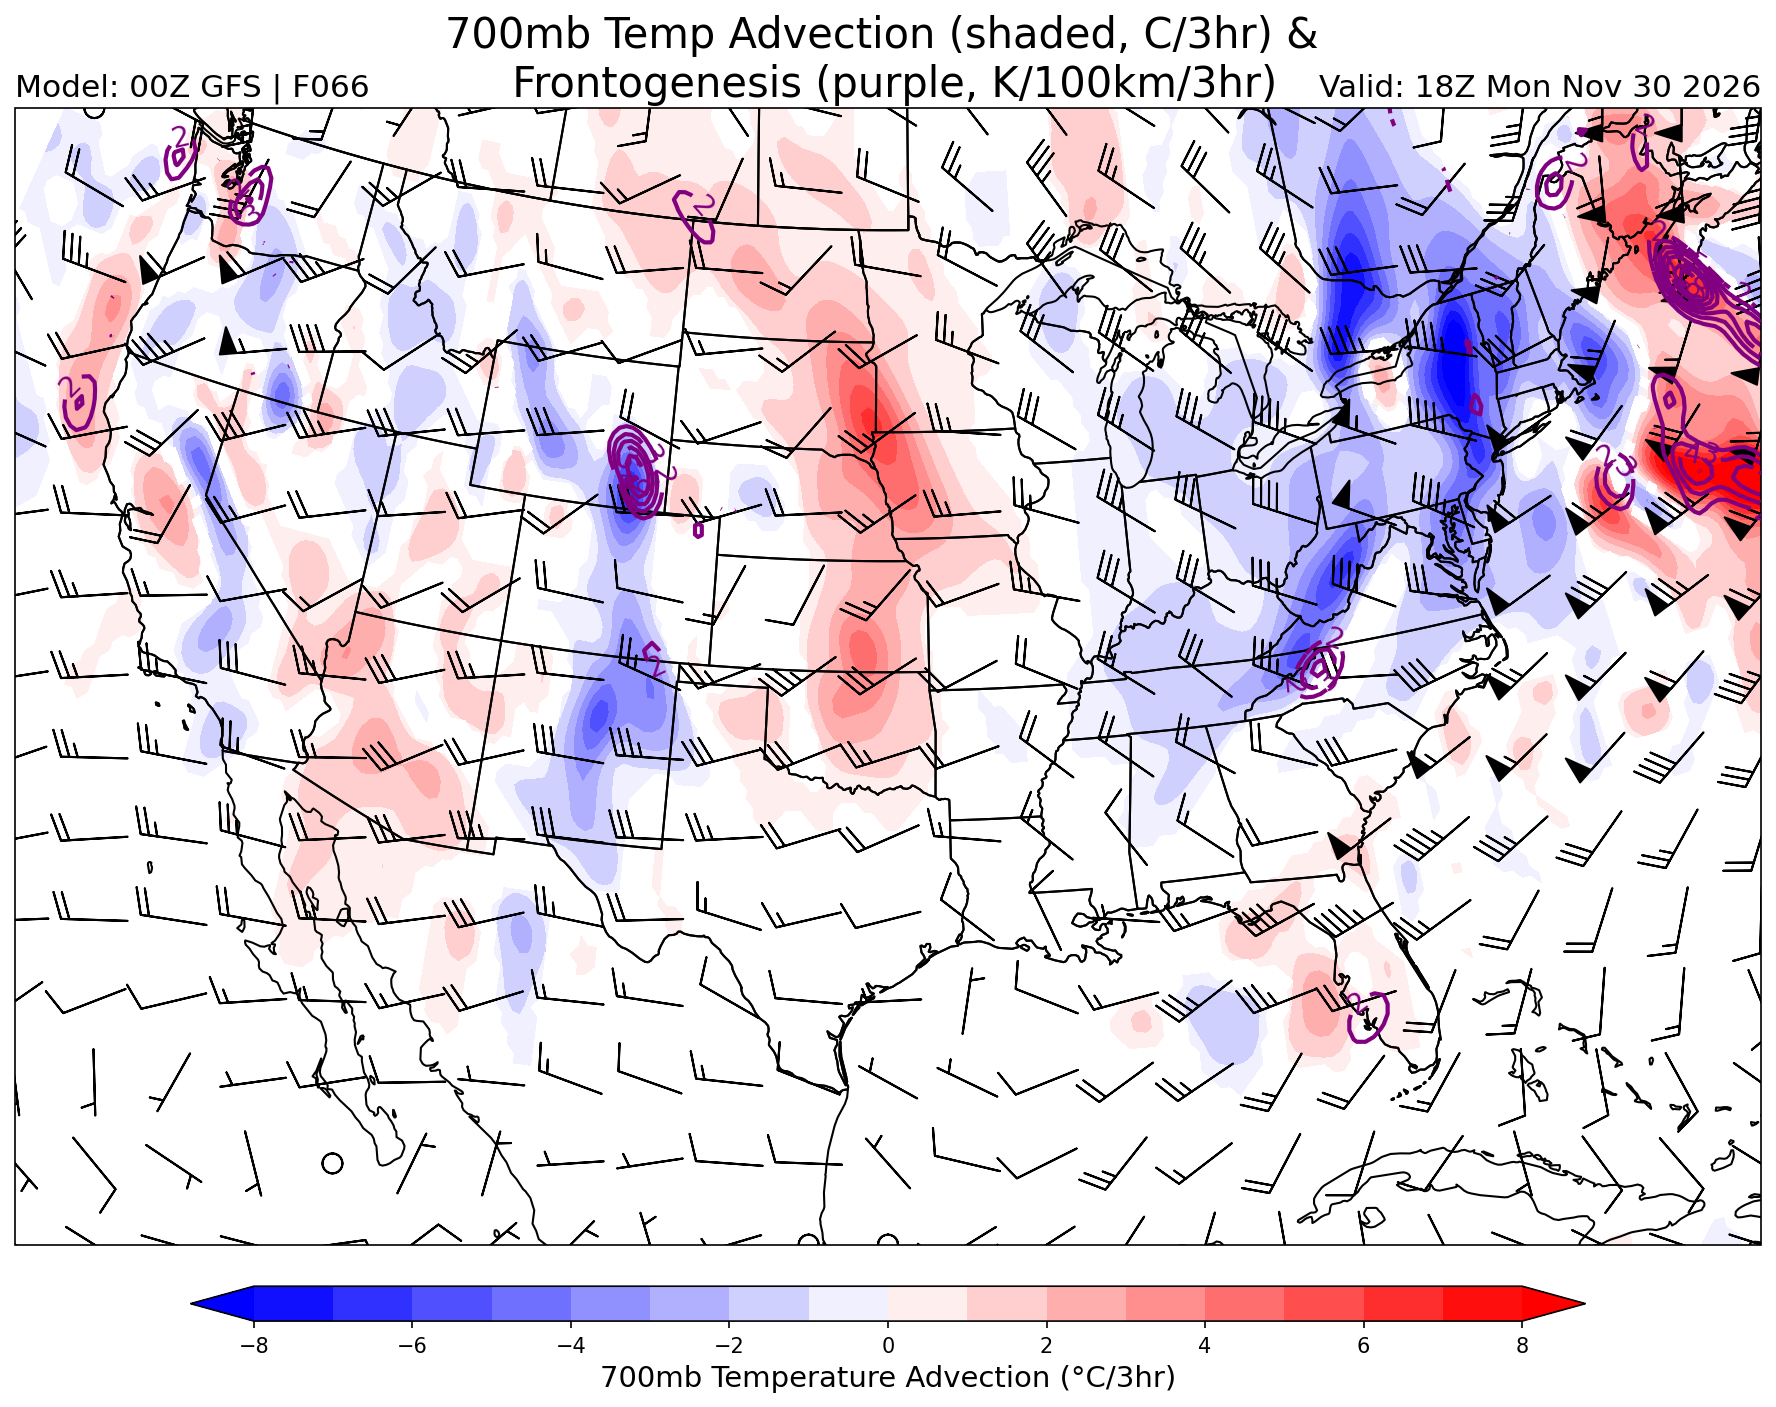 700mb Temp Advection (shaded, C/3hr) &
Model: 00Z GFS | F066
Frontogenesis (purple, K/100km/3hr)
Valid: 18Z Mon Nov 30 2026
−8 −6 −4 −2 0 2 4 6 8
700mb Temperature Advection (°C/3hr)